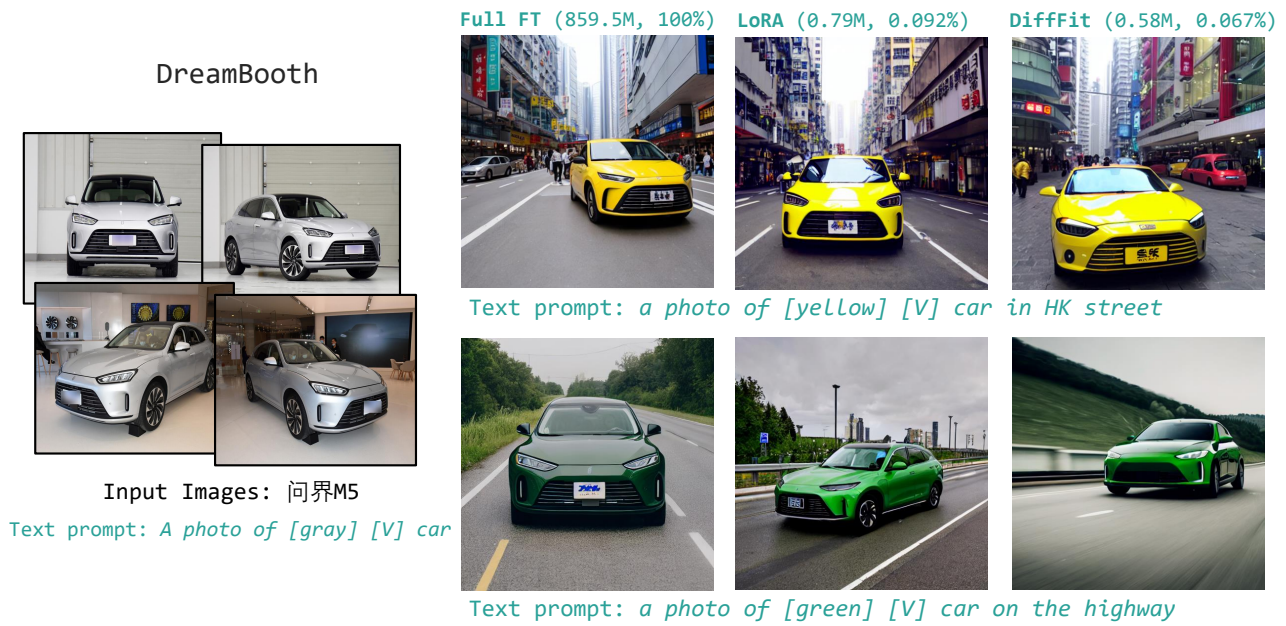 DreamBooth
Input Images: 问界M5
Text prompt: A photo of [gray] [V] car
Full FT (859.5M, 100%) LoRA (0.79M, 0.092%) DiffFit (0.58M, 0.067%)
Text prompt: a photo of [yellow] [V] car in HK street
Text prompt: a photo of [green] [V] car on the highway